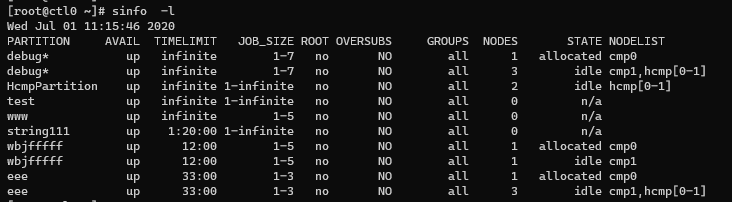 [root@ctl0 ~]# sinfo  -l
Wed Jul 01 11:15:46 2020
PARTITION AVAIL TIMELIMIT JOB_SIZE ROOT OVERSUBS GROUPS NODES STATE NODELIST
debug* up infinite 1-7 no NO all 1 allocated cmp0
debug* up infinite 1-7 no NO all 3 idle cmp1,hcmp[0-1]
HcmpPartition up infinite 1-infinite no NO all 2 idle hcmp[0-1]
test up infinite 1-infinite no NO all 0 n/a
www up infinite 1-5 no NO all 0 n/a
string111 up 1:20:00 1-infinite no NO all 0 n/a
wbjfffff up 12:00 1-5 no NO all 1 allocated cmp0
wbjfffff up 12:00 1-5 no NO all 1 idle cmp1
eee up 33:00 1-3 no NO all 1 allocated cmp0
eee up 33:00 1-3 no NO all 3 idle cmp1,hcmp[0-1]